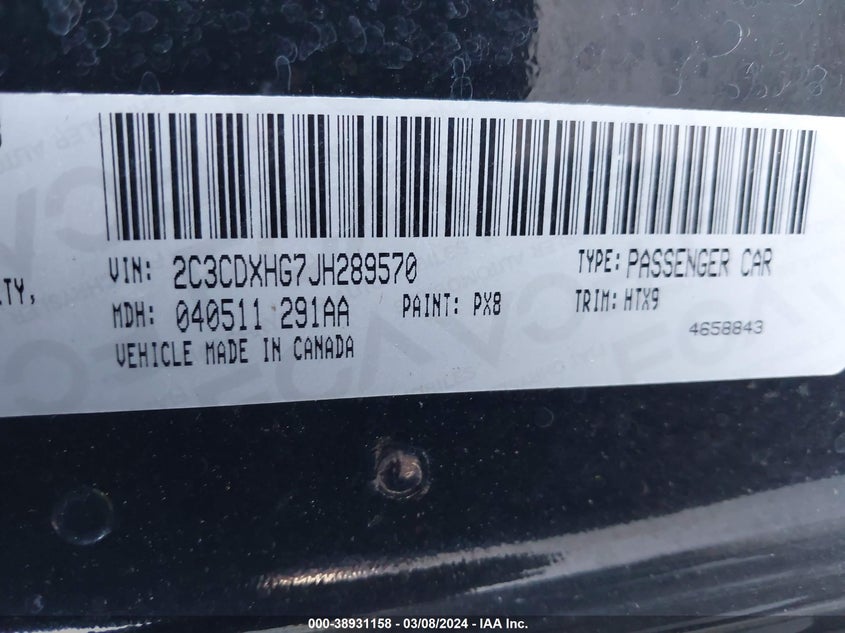 LTY,
VIN: 2C3CDXHG7JH289570 TYPE: PASSENGER CAR
MDH: 040511 291AA PAINT: PX8 TRIM: HTX9
4658843
VEHICLE MADE IN CANADA
000-38931158 - 03/08/2024 - IAA Inc.